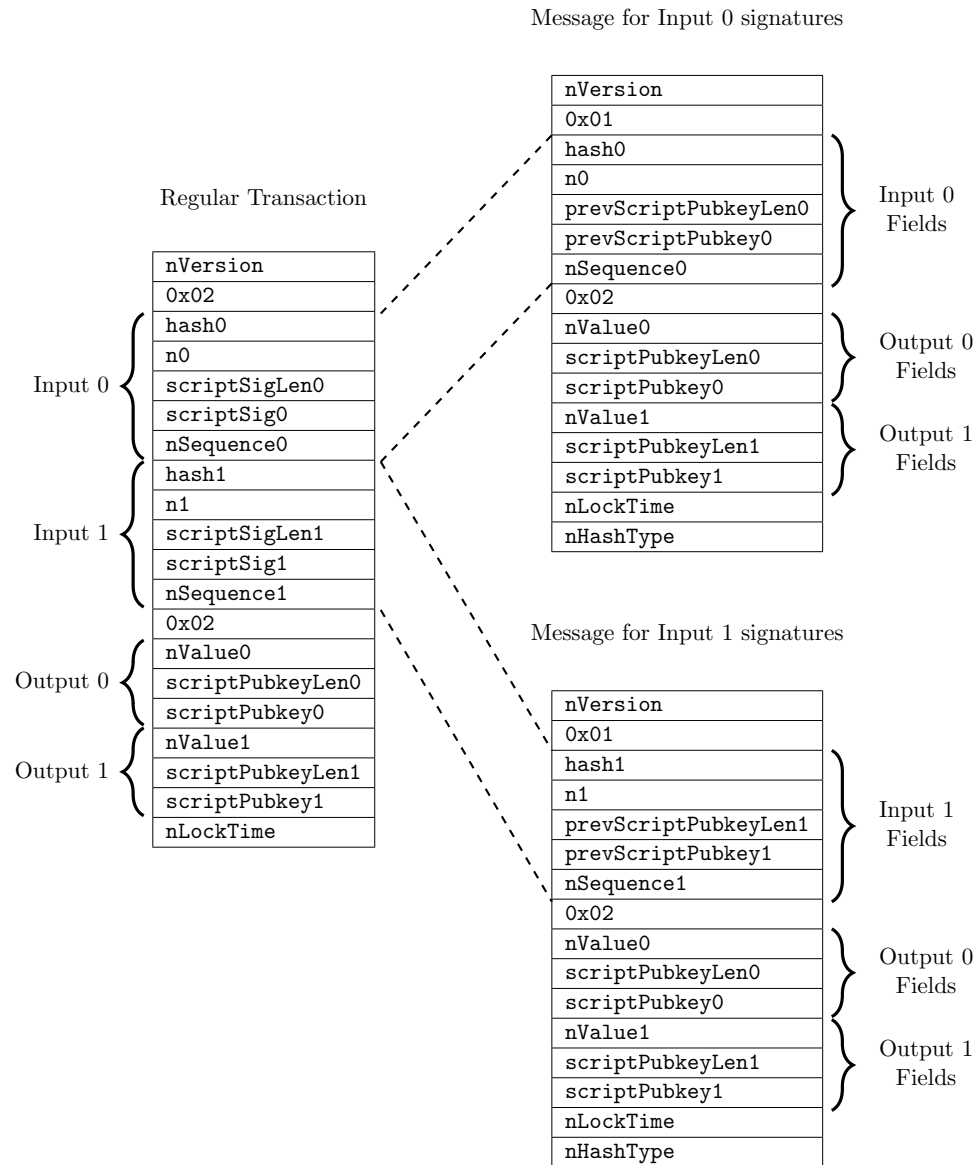 Message for Input 0 signatures
nVersion
0x01
hash0
n0
prevScriptPubkeyLen0
prevScriptPubkey0
nSequence0
0x02
nValue0
scriptPubkeyLen0
scriptPubkey0
nValue1
scriptPubkeyLen1
scriptPubkey1
nLockTime
nHashType
Input 0
Fields
Output 0
Fields
Output 1
Fields
Regular Transaction
nVersion
0x02
hash0
n0
scriptSigLen0
scriptSig0
nSequence0
hash1
n1
scriptSigLen1
scriptSig1
nSequence1
0x02
nValue0
scriptPubkeyLen0
scriptPubkey0
nValue1
scriptPubkeyLen1
scriptPubkey1
nLockTime
Input 0
Input 1
Output 0
Output 1
Message for Input 1 signatures
nVersion
0x01
hash1
n1
prevScriptPubkeyLen1
prevScriptPubkey1
nSequence1
0x02
nValue0
scriptPubkeyLen0
scriptPubkey0
nValue1
scriptPubkeyLen1
scriptPubkey1
nLockTime
nHashType
Input 1
Fields
Output 0
Fields
Output 1
Fields